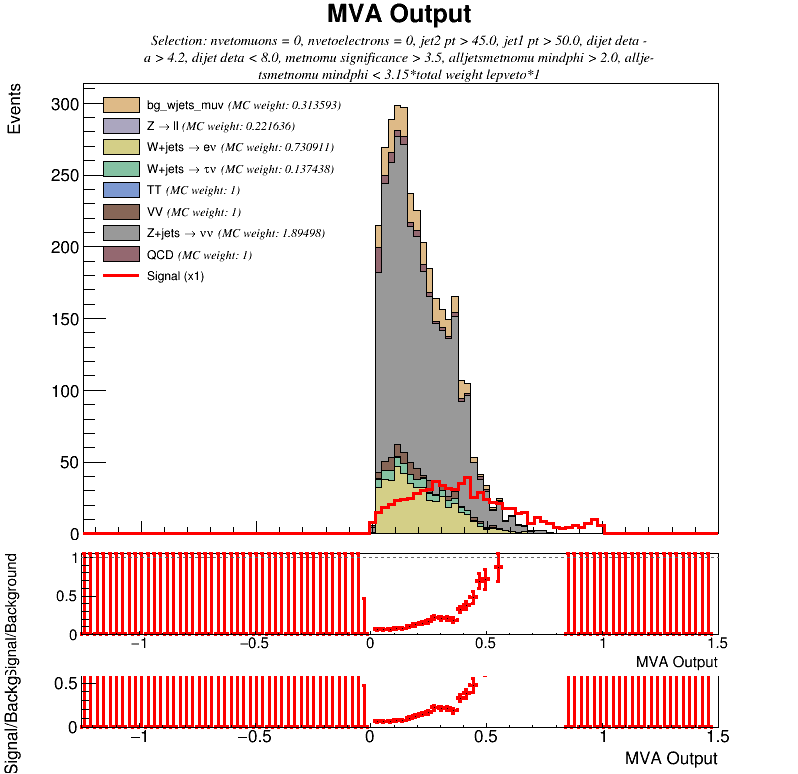 MVA Output
Selection: nvetomuons = 0, nvetoelectrons = 0, jet2 pt > 45.0, jet1 pt > 50.0, dijet deta -
a > 4.2, dijet deta < 8.0, metnomu significance > 3.5, alljetsmetnomu mindphi > 2.0, allje-
tsmetnomu mindphi < 3.15*total weight lepveto*1
Events
300
250
200
150
100
50
0
bg_wjets_muv (MC weight: 0.313593)
Z → ll (MC weight: 0.221636)
W+jets → eν (MC weight: 0.730911)
W+jets → τν (MC weight: 0.137438)
TT (MC weight: 1)
VV (MC weight: 1)
Z+jets → νν (MC weight: 1.89498)
QCD (MC weight: 1)
Signal (x1)
Signal/Background
1
0.5
0
−1 −0.5 0 0.5 1 1.5
MVA Output
Signal/Backg
0.5
0
−1 −0.5 0 0.5 1 1.5
MVA Output